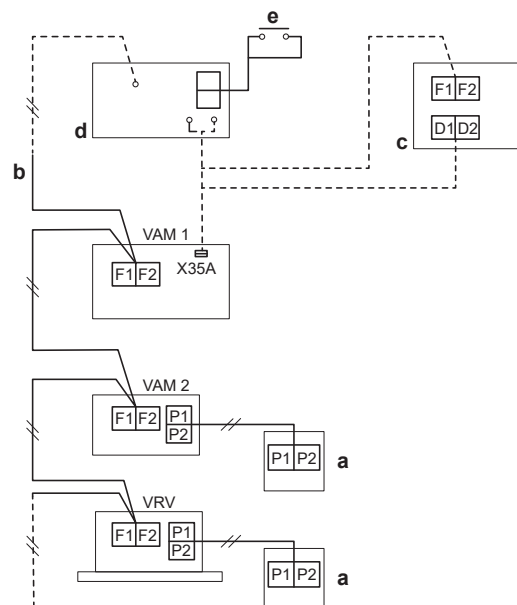 e
F1 F2
d
D1 D2
c
b
VAM 1
F1 F2
X35A
VAM 2
F1 F2
P1
P2
P1 P2
a
VRV
F1 F2
P1
P2
P1 P2
a